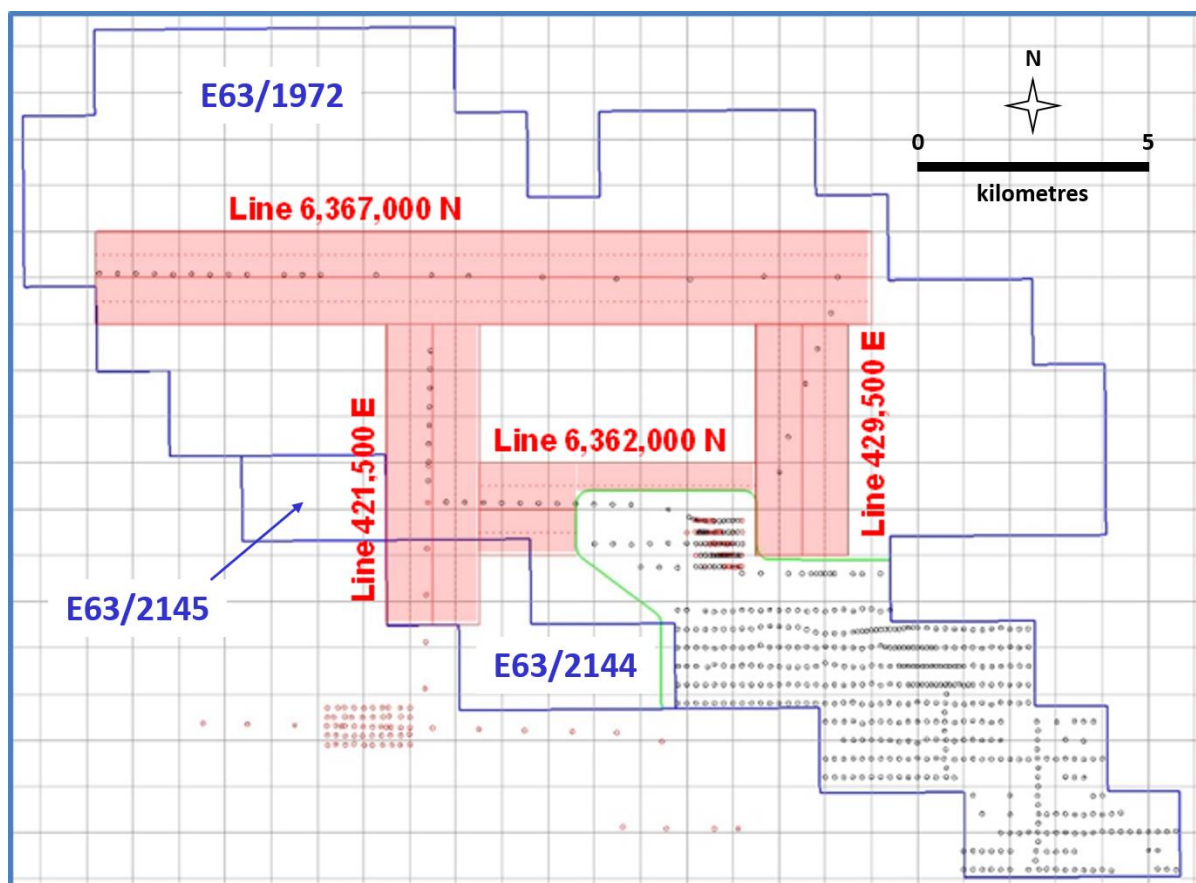 E63/1972
N
0 5
kilometres
Line 6,367,000 N
Line 421,500 E
Line 6,362,000 N
Line 429,500 E
E63/2145
E63/2144